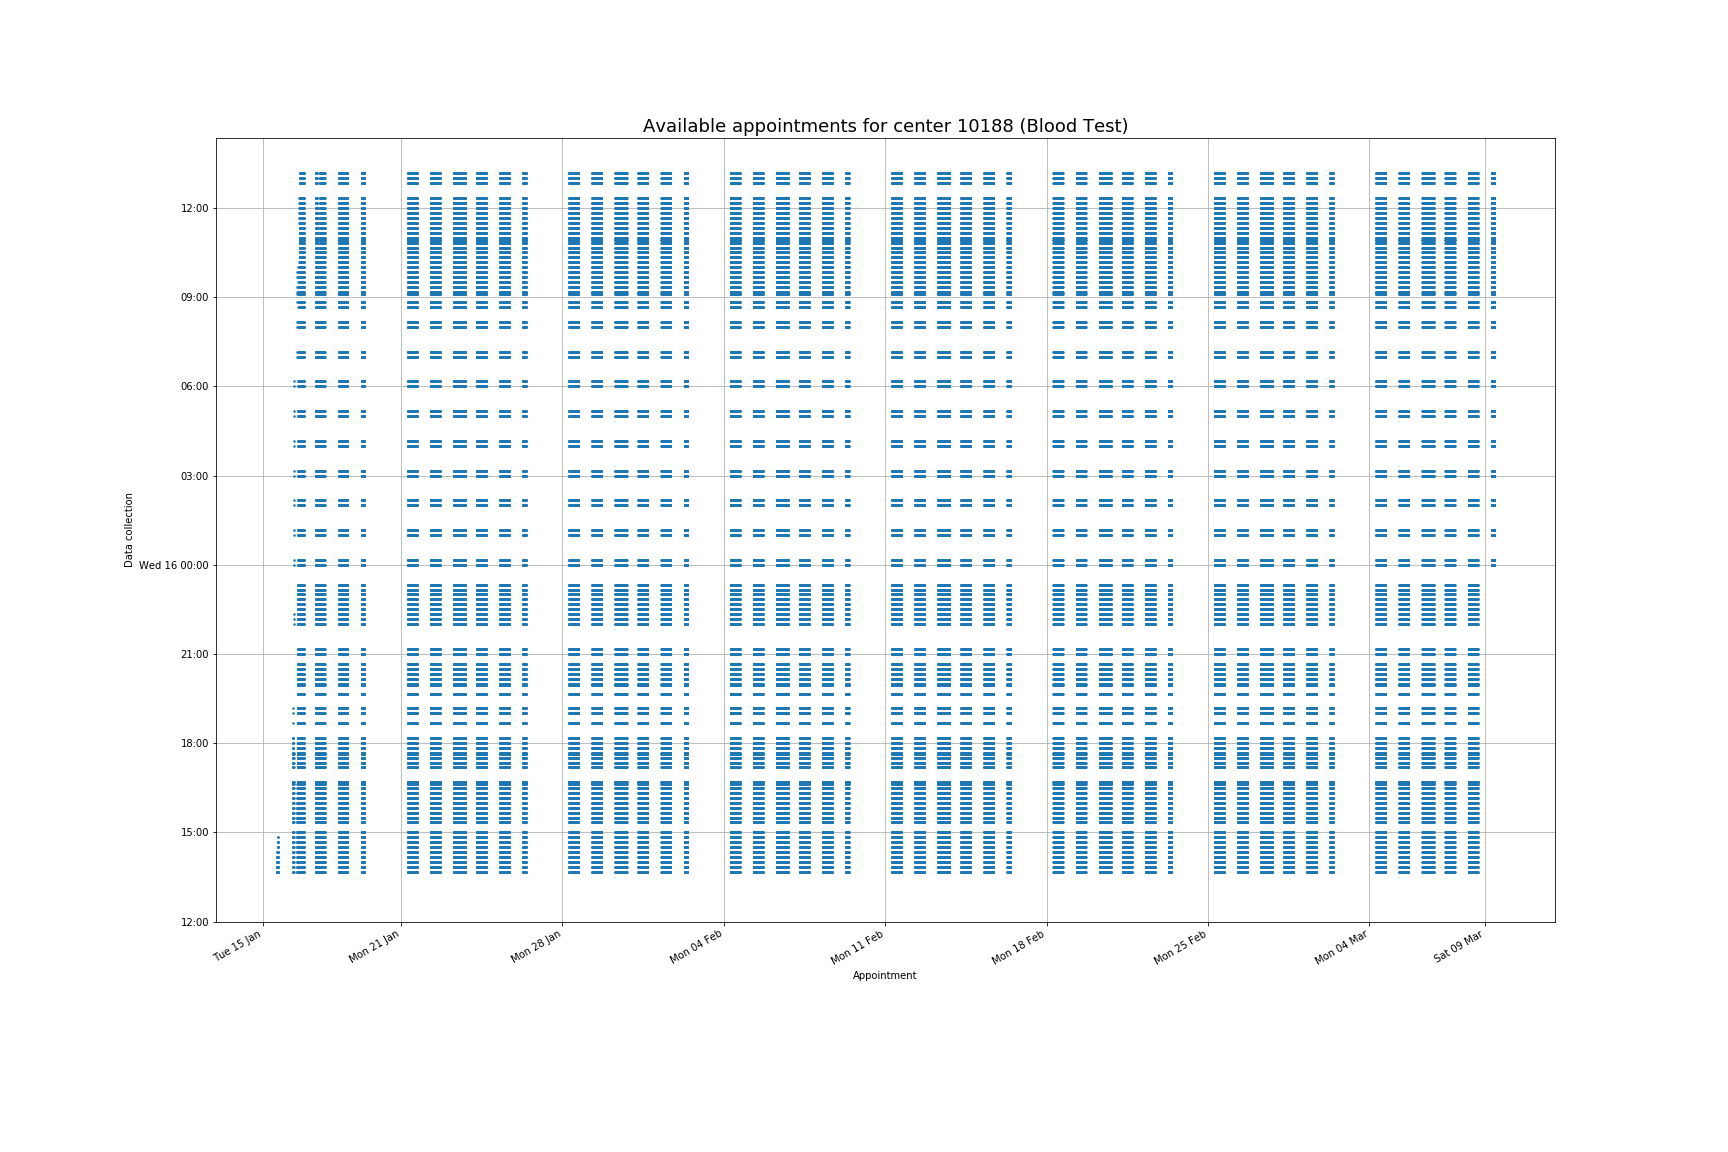 Available appointments for center 10188 (Blood Test)
12:00
09:00
06:00
03:00
Data collection
Wed 16 00:00
21:00
18:00
15:00
12:00
Tue 15 Jan
Mon 21 Jan
Mon 28 Jan
Mon 04 Feb
Mon 11 Feb
Mon 18 Feb
Mon 25 Feb
Mon 04 Mar
Sat 09 Mar
Appointment